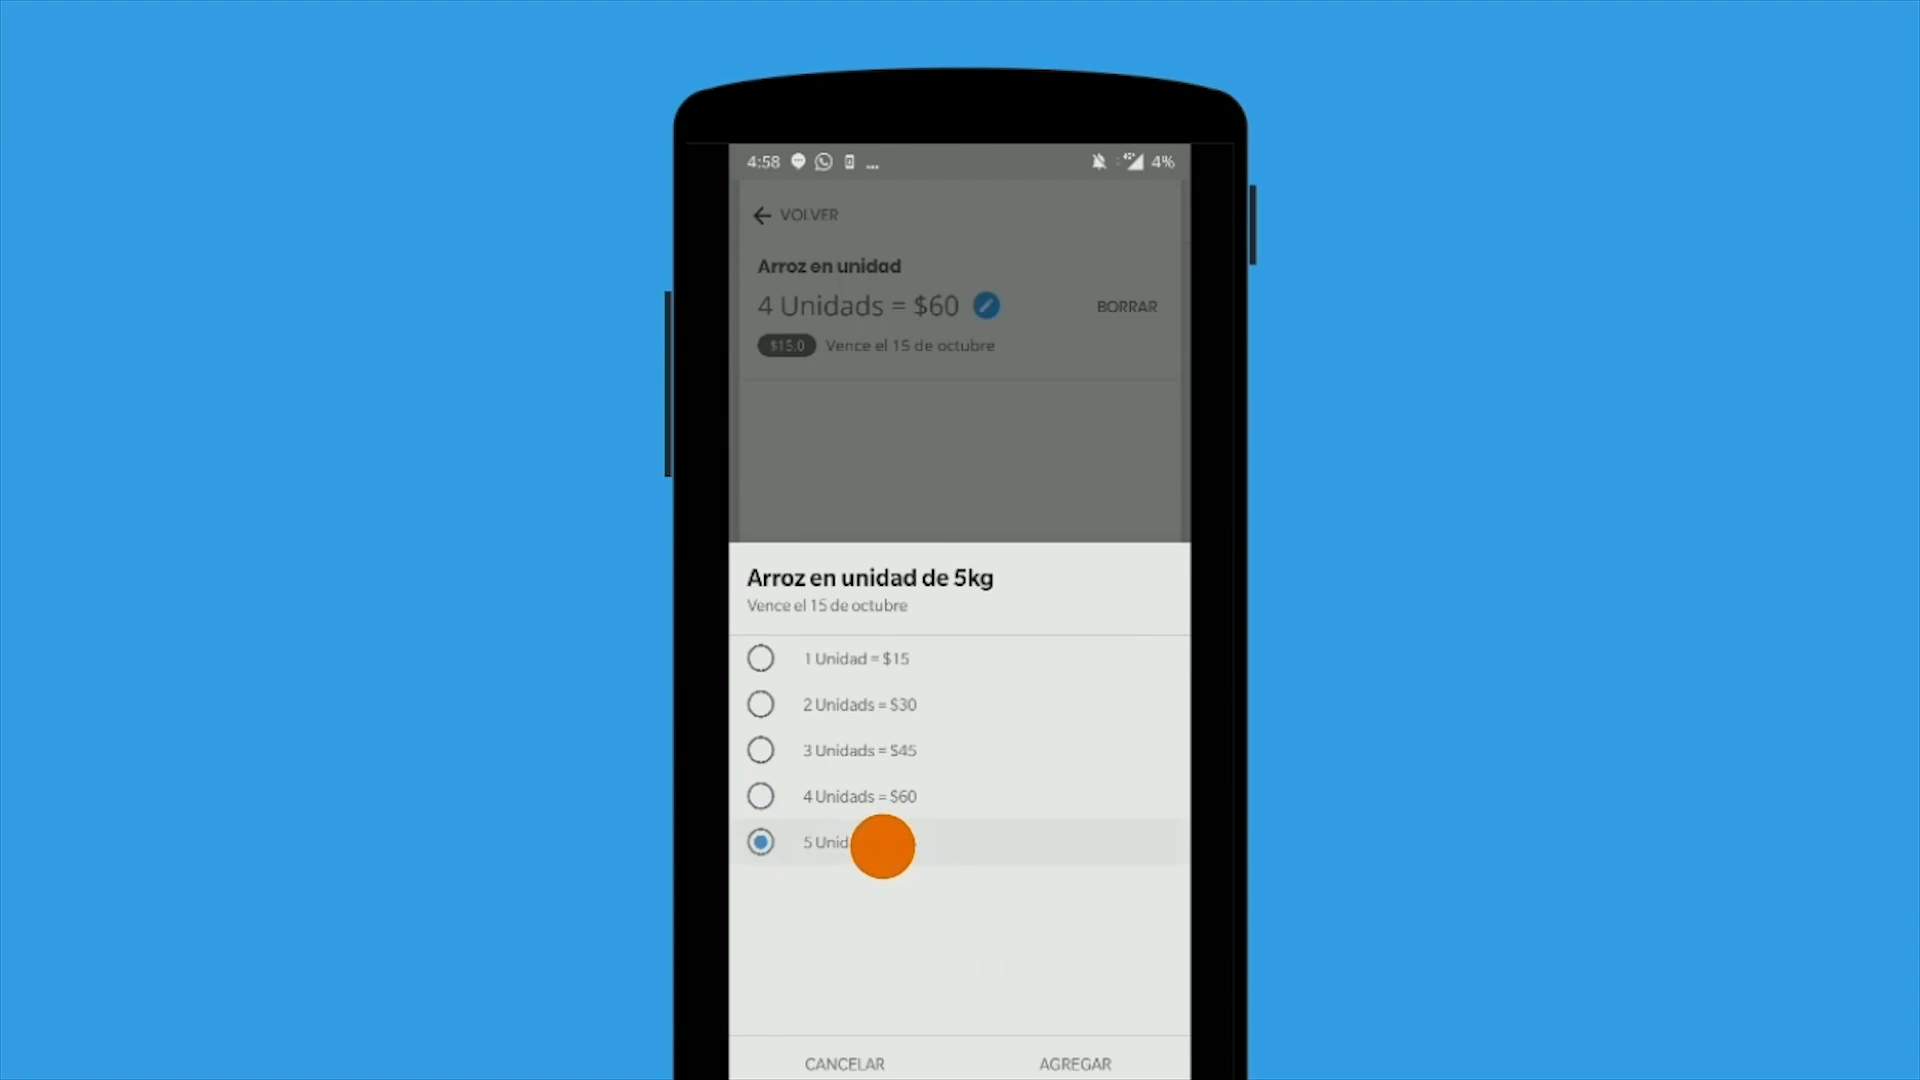 4:58 ... 4G 4%
VOLVER
Arroz en unidad
4 Unidads = $60
BORRAR
$15.0 Vence el 15 de octubre
Arroz en unidad de 5kg
Vence el 15 de octubre
1 Unidad = $15
2 Unidads = $30
3 Unidads = $45
4 Unidads = $60
5
CANCELAR AGREGAR